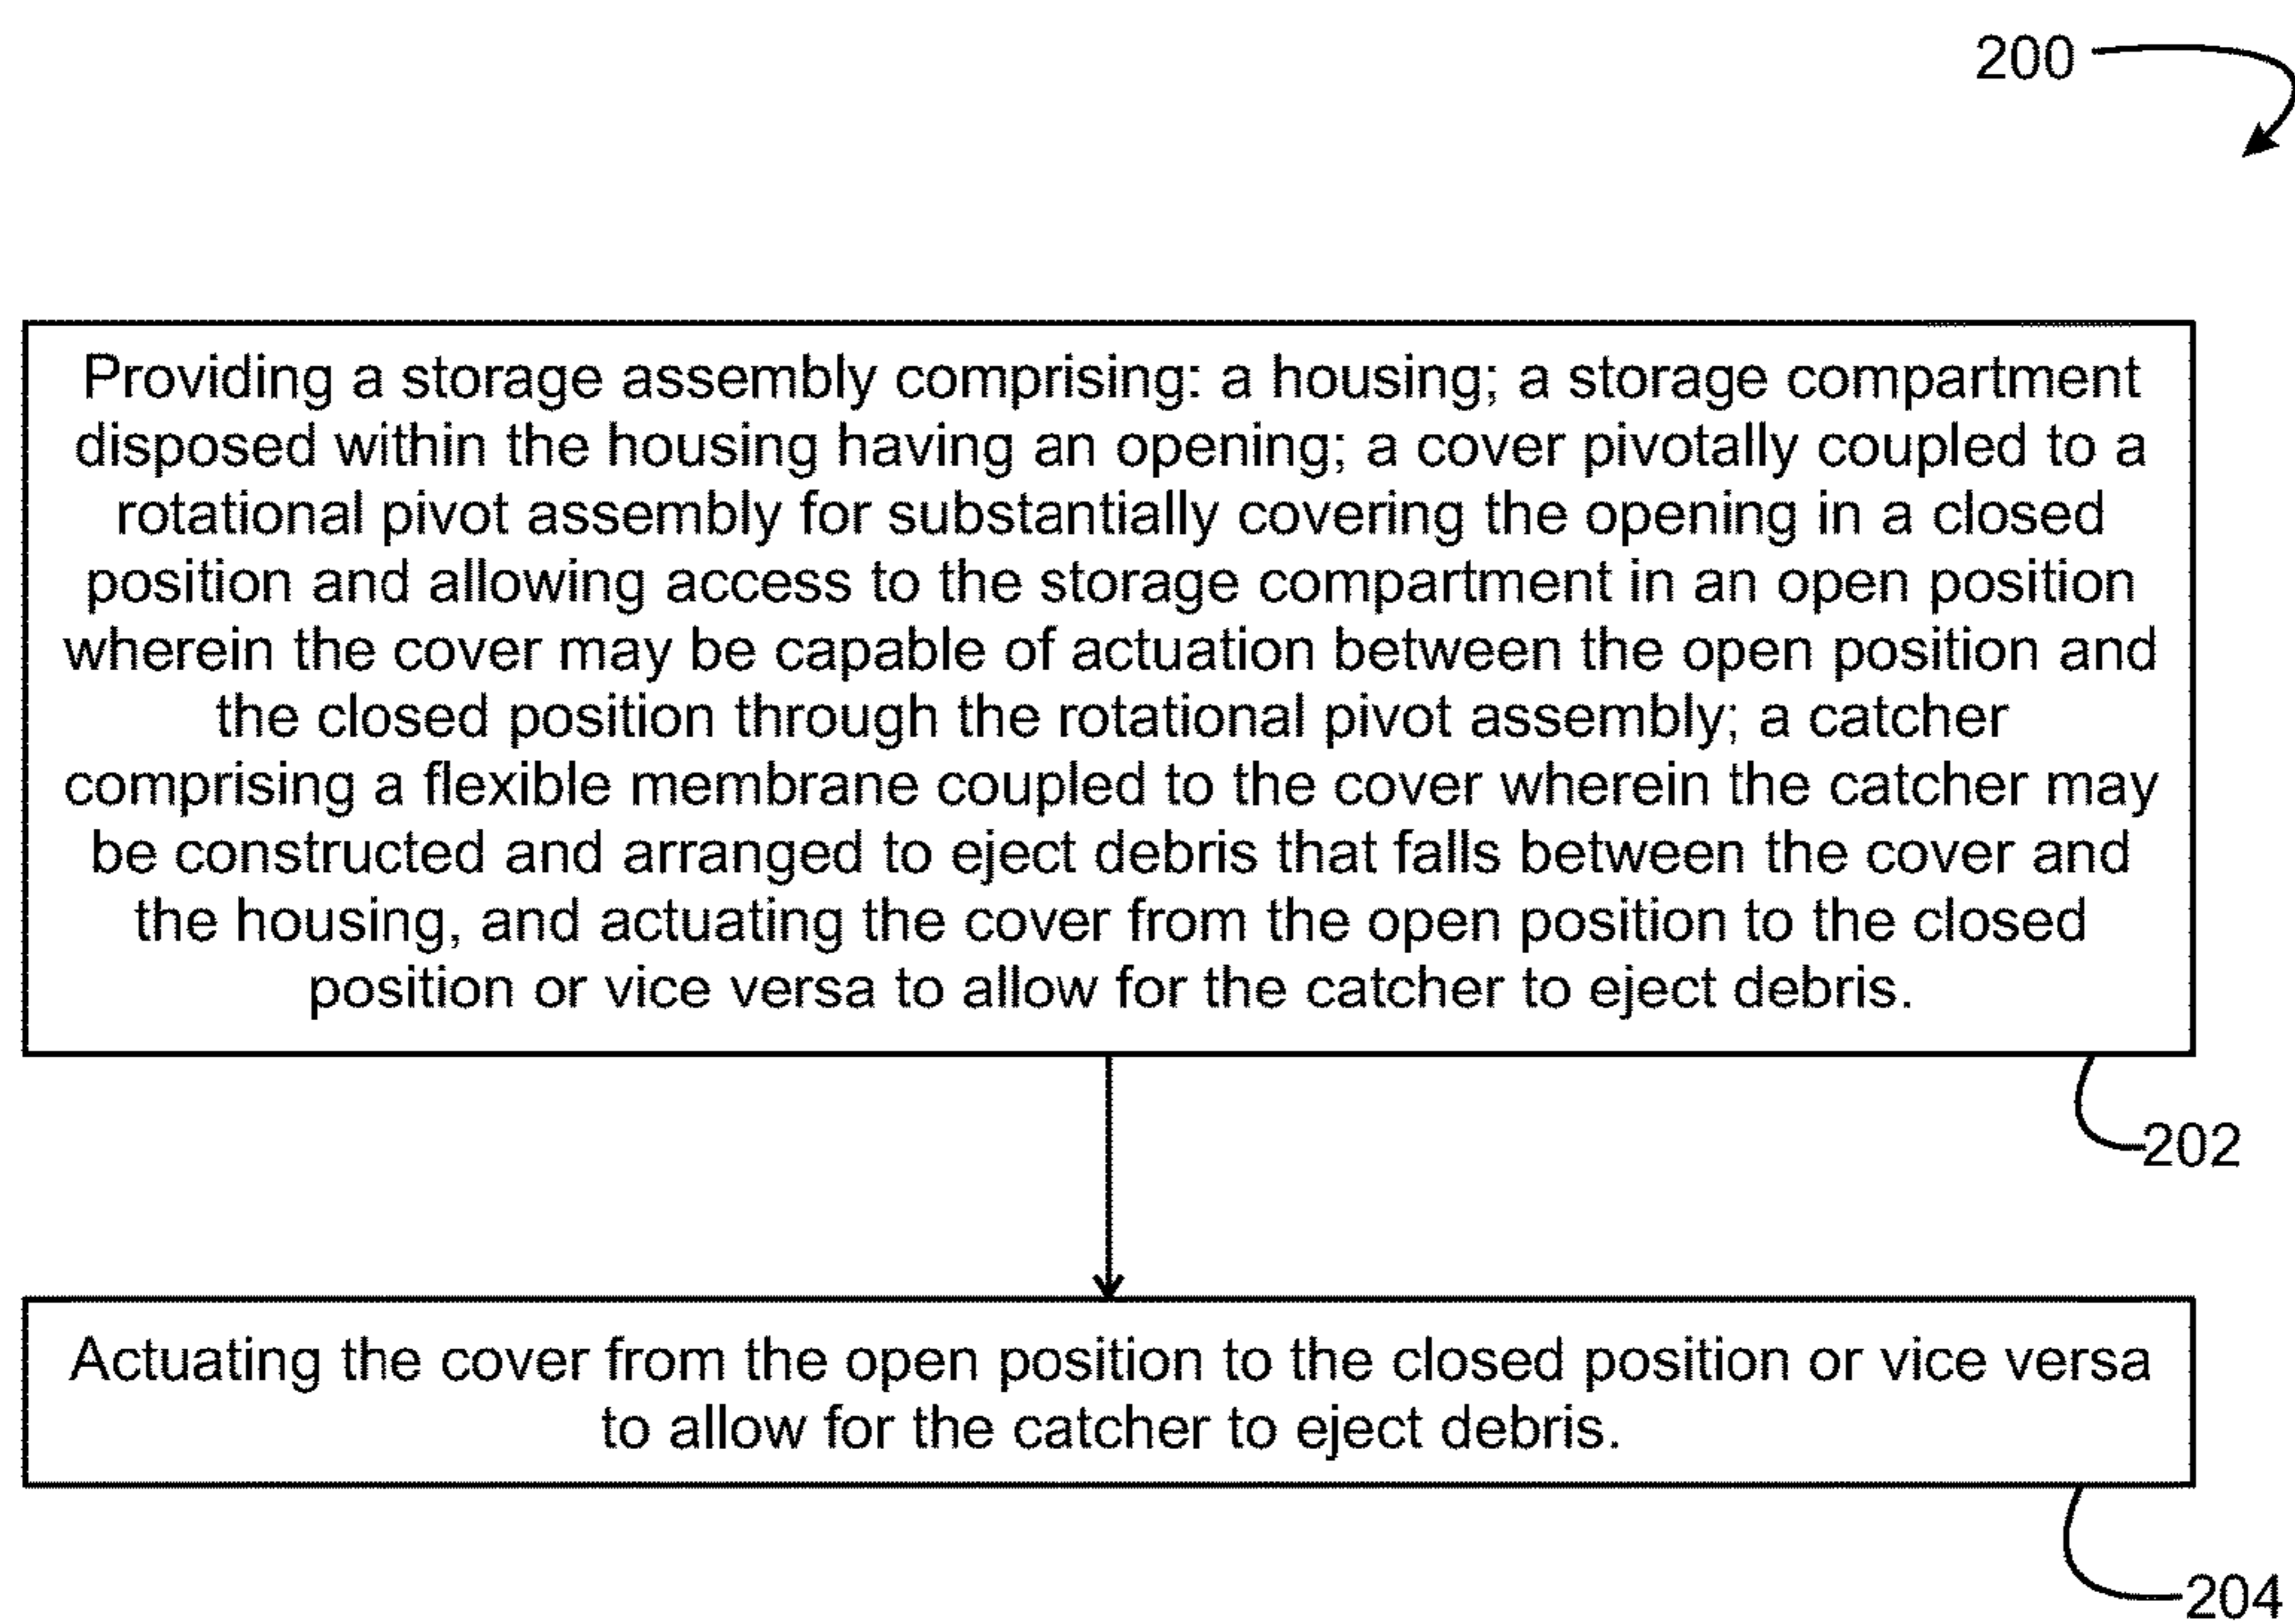 200
Providing a storage assembly comprising: a housing; a storage compartment
disposed within the housing having an opening; a cover pivotally coupled to a
rotational pivot assembly for substantially covering the opening in a closed
position and allowing access to the storage compartment in an open position
wherein the cover may be capable of actuation between the open position and
the closed position through the rotational pivot assembly; a catcher
comprising a flexible membrane coupled to the cover wherein the catcher may
be constructed and arranged to eject debris that falls between the cover and
the housing, and actuating the cover from the open position to the closed
position or vice versa to allow for the catcher to eject debris.
202
Actuating the cover from the open position to the closed position or vice versa
to allow for the catcher to eject debris.
204